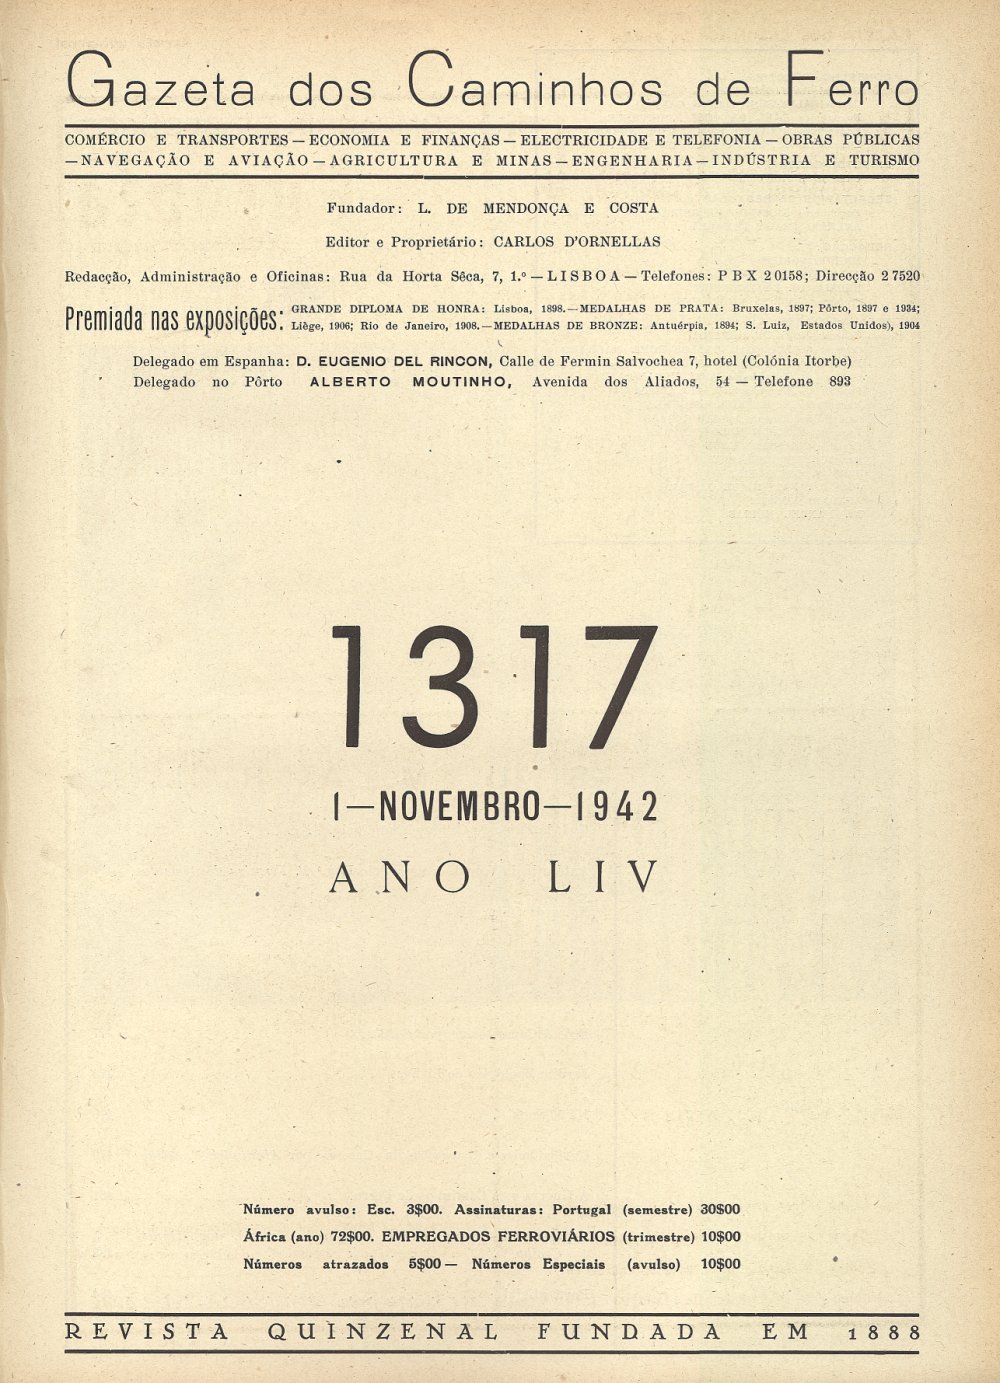 Gazeta dos Caminhos de Ferro
COMÉRCIO E TRANSPORTES — ECONOMIA E FINANÇAS — ELECTRICIDADE E TELEFONIA — OBRAS PÚBLICAS
— NAVEGAÇÃO E AVIAÇÃO — AGRICULTURA E MINAS — ENGENHARIA — INDÚSTRIA E TURISMO
Fundador: L. DE MENDONÇA E COSTA
Editor e Proprietário: CARLOS D'ORNELLAS
Redacção, Administração e Oficinas: Rua da Horta Sêca, 7, 1.º — LISBOA — Telefones: PBX 20158; Direcção 27520
Premiada nas exposições: GRANDE DIPLOMA DE HONRA: Lisboa, 1898. — MEDALHAS DE PRATA: Bruxelas, 1897; Pôrto, 1897 e 1934;
Liège, 1906; Rio de Janeiro, 1908. — MEDALHAS DE BRONZE: Antuérpia, 1894; S. Luiz, Estados Unidos), 1904
Delegado em Espanha: D. EUGENIO DEL RINCON, Calle de Fermin Salvochea 7, hotel (Colónia Itorbe)
Delegado no Pôrto ALBERTO MOUTINHO, Avenida dos Aliados, 54 — Telefone 893
1317
1—NOVEMBRO—1942
ANO LIV
Número avulso: Esc. 3$00. Assinaturas: Portugal (semestre) 30$00
África (ano) 72$00. EMPREGADOS FERROVIÁRIOS (trimestre) 10$00
Números atrazados 5$00 — Números Especiais (avulso) 10$00
REVISTA QUINZENAL FUNDADA EM 1888